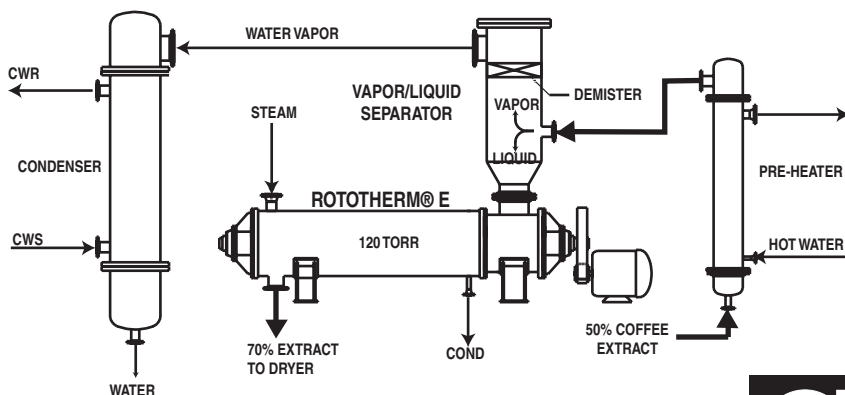 WATER VAPOR
CWR
VAPOR/LIQUID
SEPARATOR
DEMISTER
VAPOR
STEAM
LIQUID
CONDENSER
PRE-HEATER
ROTOTHERM® E
120 TORR
CWS
HOT WATER
50% COFFEE
EXTRACT
70% EXTRACT
TO DRYER
COND
WATER